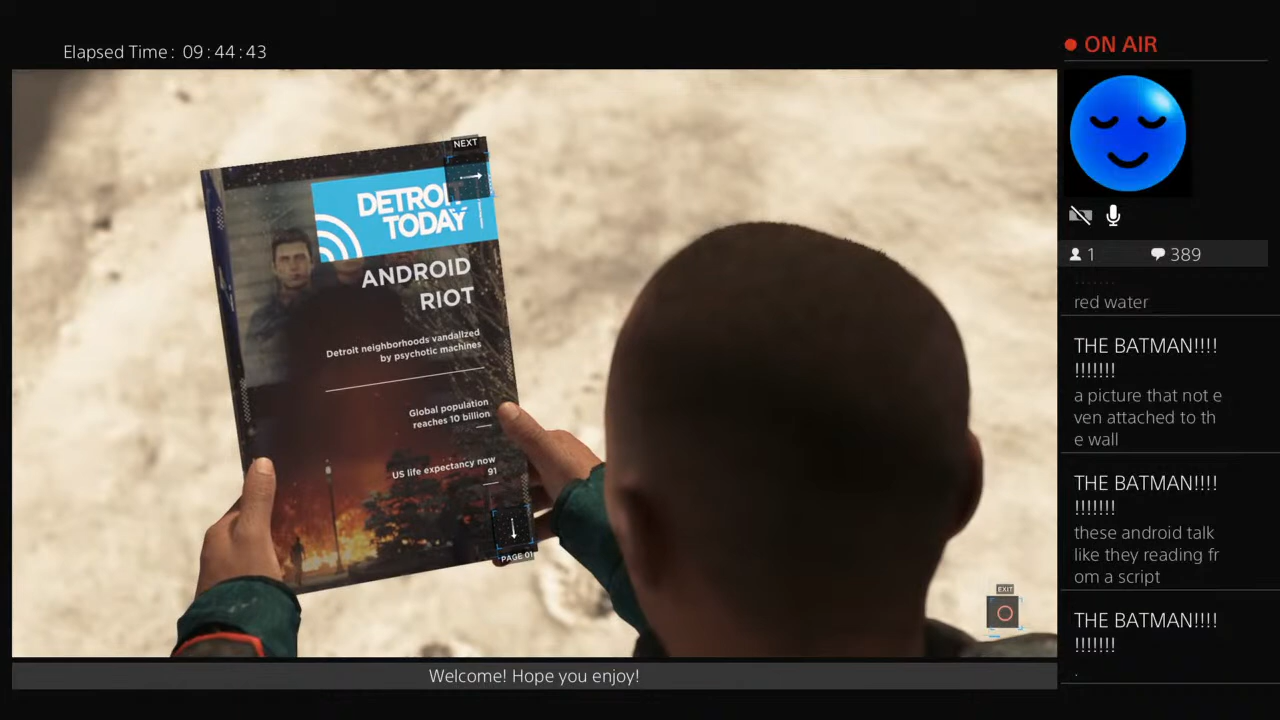 Elapsed Time: 09:44:43
ON AIR
1
389
red water
THE BATMAN!!!!
!!!!!!!
a picture that not e
ven attached to th
e wall
THE BATMAN!!!!
!!!!!!!
these android talk
like they reading fr
om a script
THE BATMAN!!!!
!!!!!!!
.
NEXT
DETROIT
TODAY
ANDROID
RIOT
Detroit neighborhoods vandalized
by psychotic machines
Global population
reaches 10 billion
US life expectancy now
91
PAGE 01
EXIT
Welcome! Hope you enjoy!